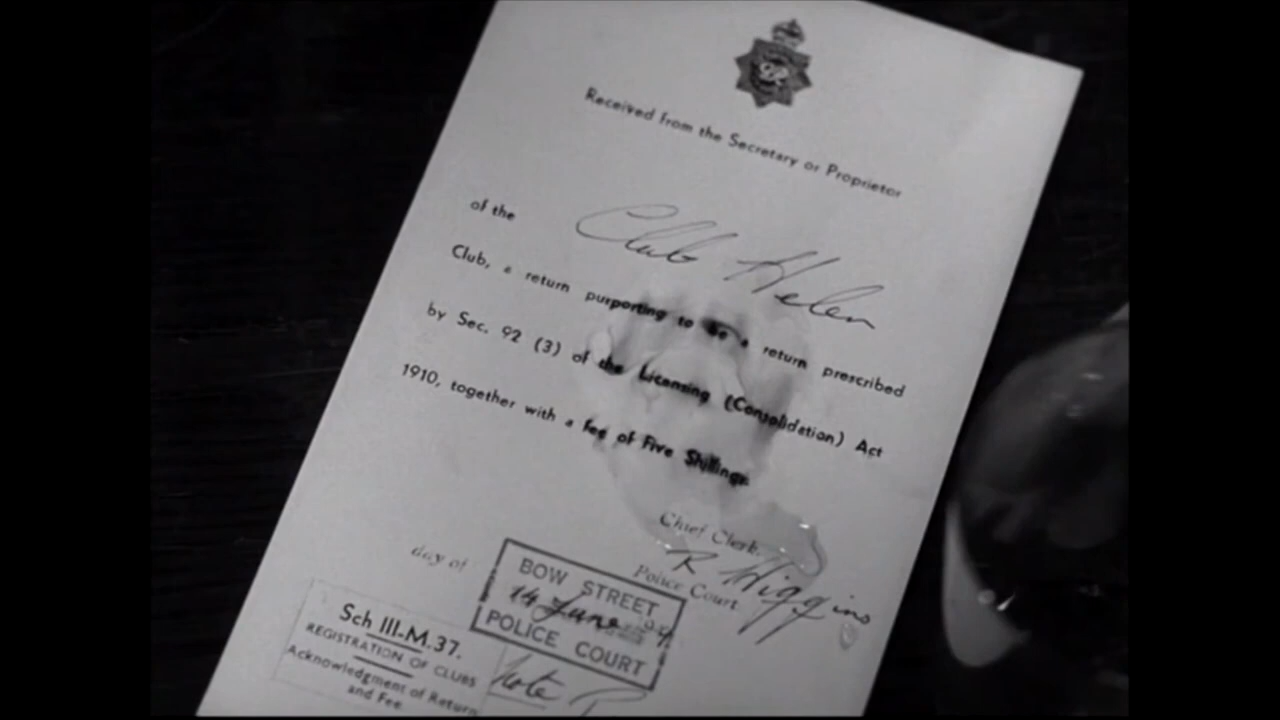 Received from the Secretary or Proprietor
of the Club Helen
Club, a return purporting to be a return prescribed
by Sec. 92 (3) of the Licensing (Consolidation) Act
1910, together with a fee of Five Shillings
Chief Clerk.
R Higgins
Police Court
day of
BOW STREET
14 June
POLICE COURT
Sch III-M.37.
REGISTRATION OF CLUBS
Acknowledgment of Return
and Fee.